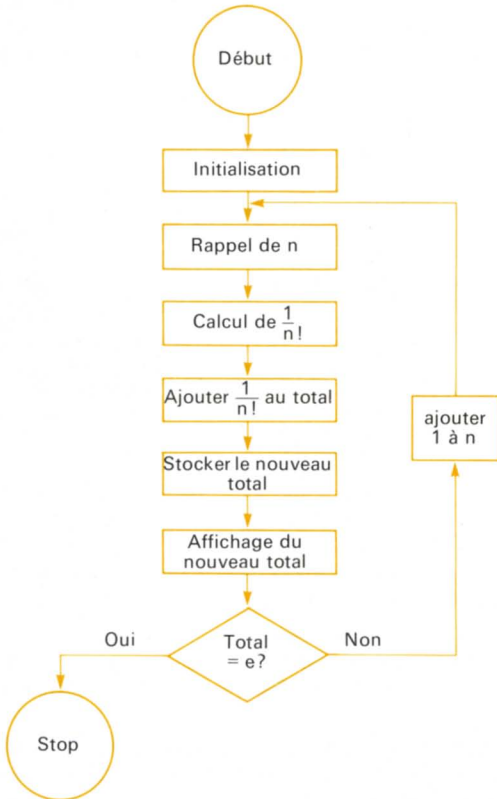 Début
Initialisation
Rappel de n
Calcul de 1/n!
Ajouter 1/n! au total
Stocker le nouveau
total
Affichage du
nouveau total
Total
= e?
Oui
Non
ajouter
1 à n
Stop